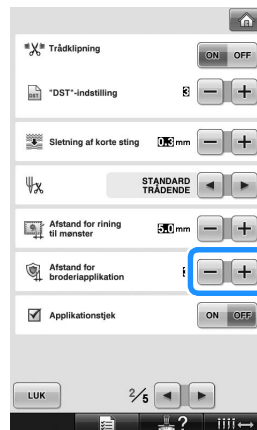 Trådklipning
ON OFF
DST
"DST"-indstilling
3
Sletning af korte sting
0.3 mm
STANDARD
TRÅDENDE
Afstand for rining
til mønster
5.0 mm
Afstand for
broderiapplikation
Applikationstjek
ON OFF
LUK
2/5
?